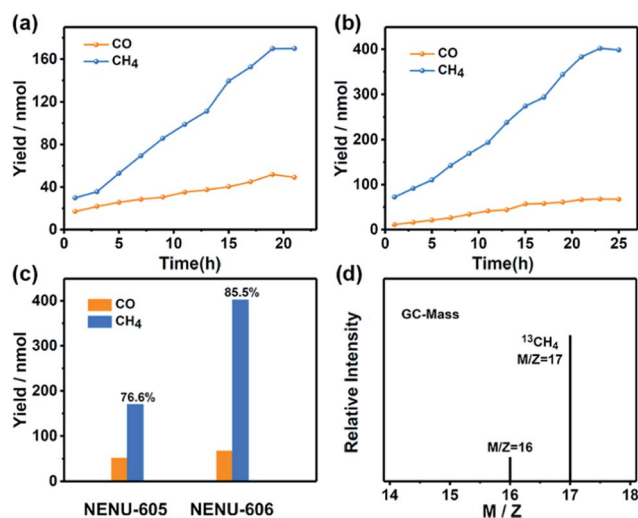 (a)
CO
CH4
Yield / nmol
160
120
80
40
0
0 5 10 15 20
Time(h)
(b)
CO
CH4
Yield / nmol
400
300
200
100
0
0 5 10 15 20 25
Time(h)
(c)
CO
CH4
Yield / nmol
400
300
200
100
0
76.6%
85.5%
NENU-605 NENU-606
(d)
GC-Mass
Relative Intensity
13CH4
M/Z=17
M/Z=16
14 15 16 17 18
M / Z